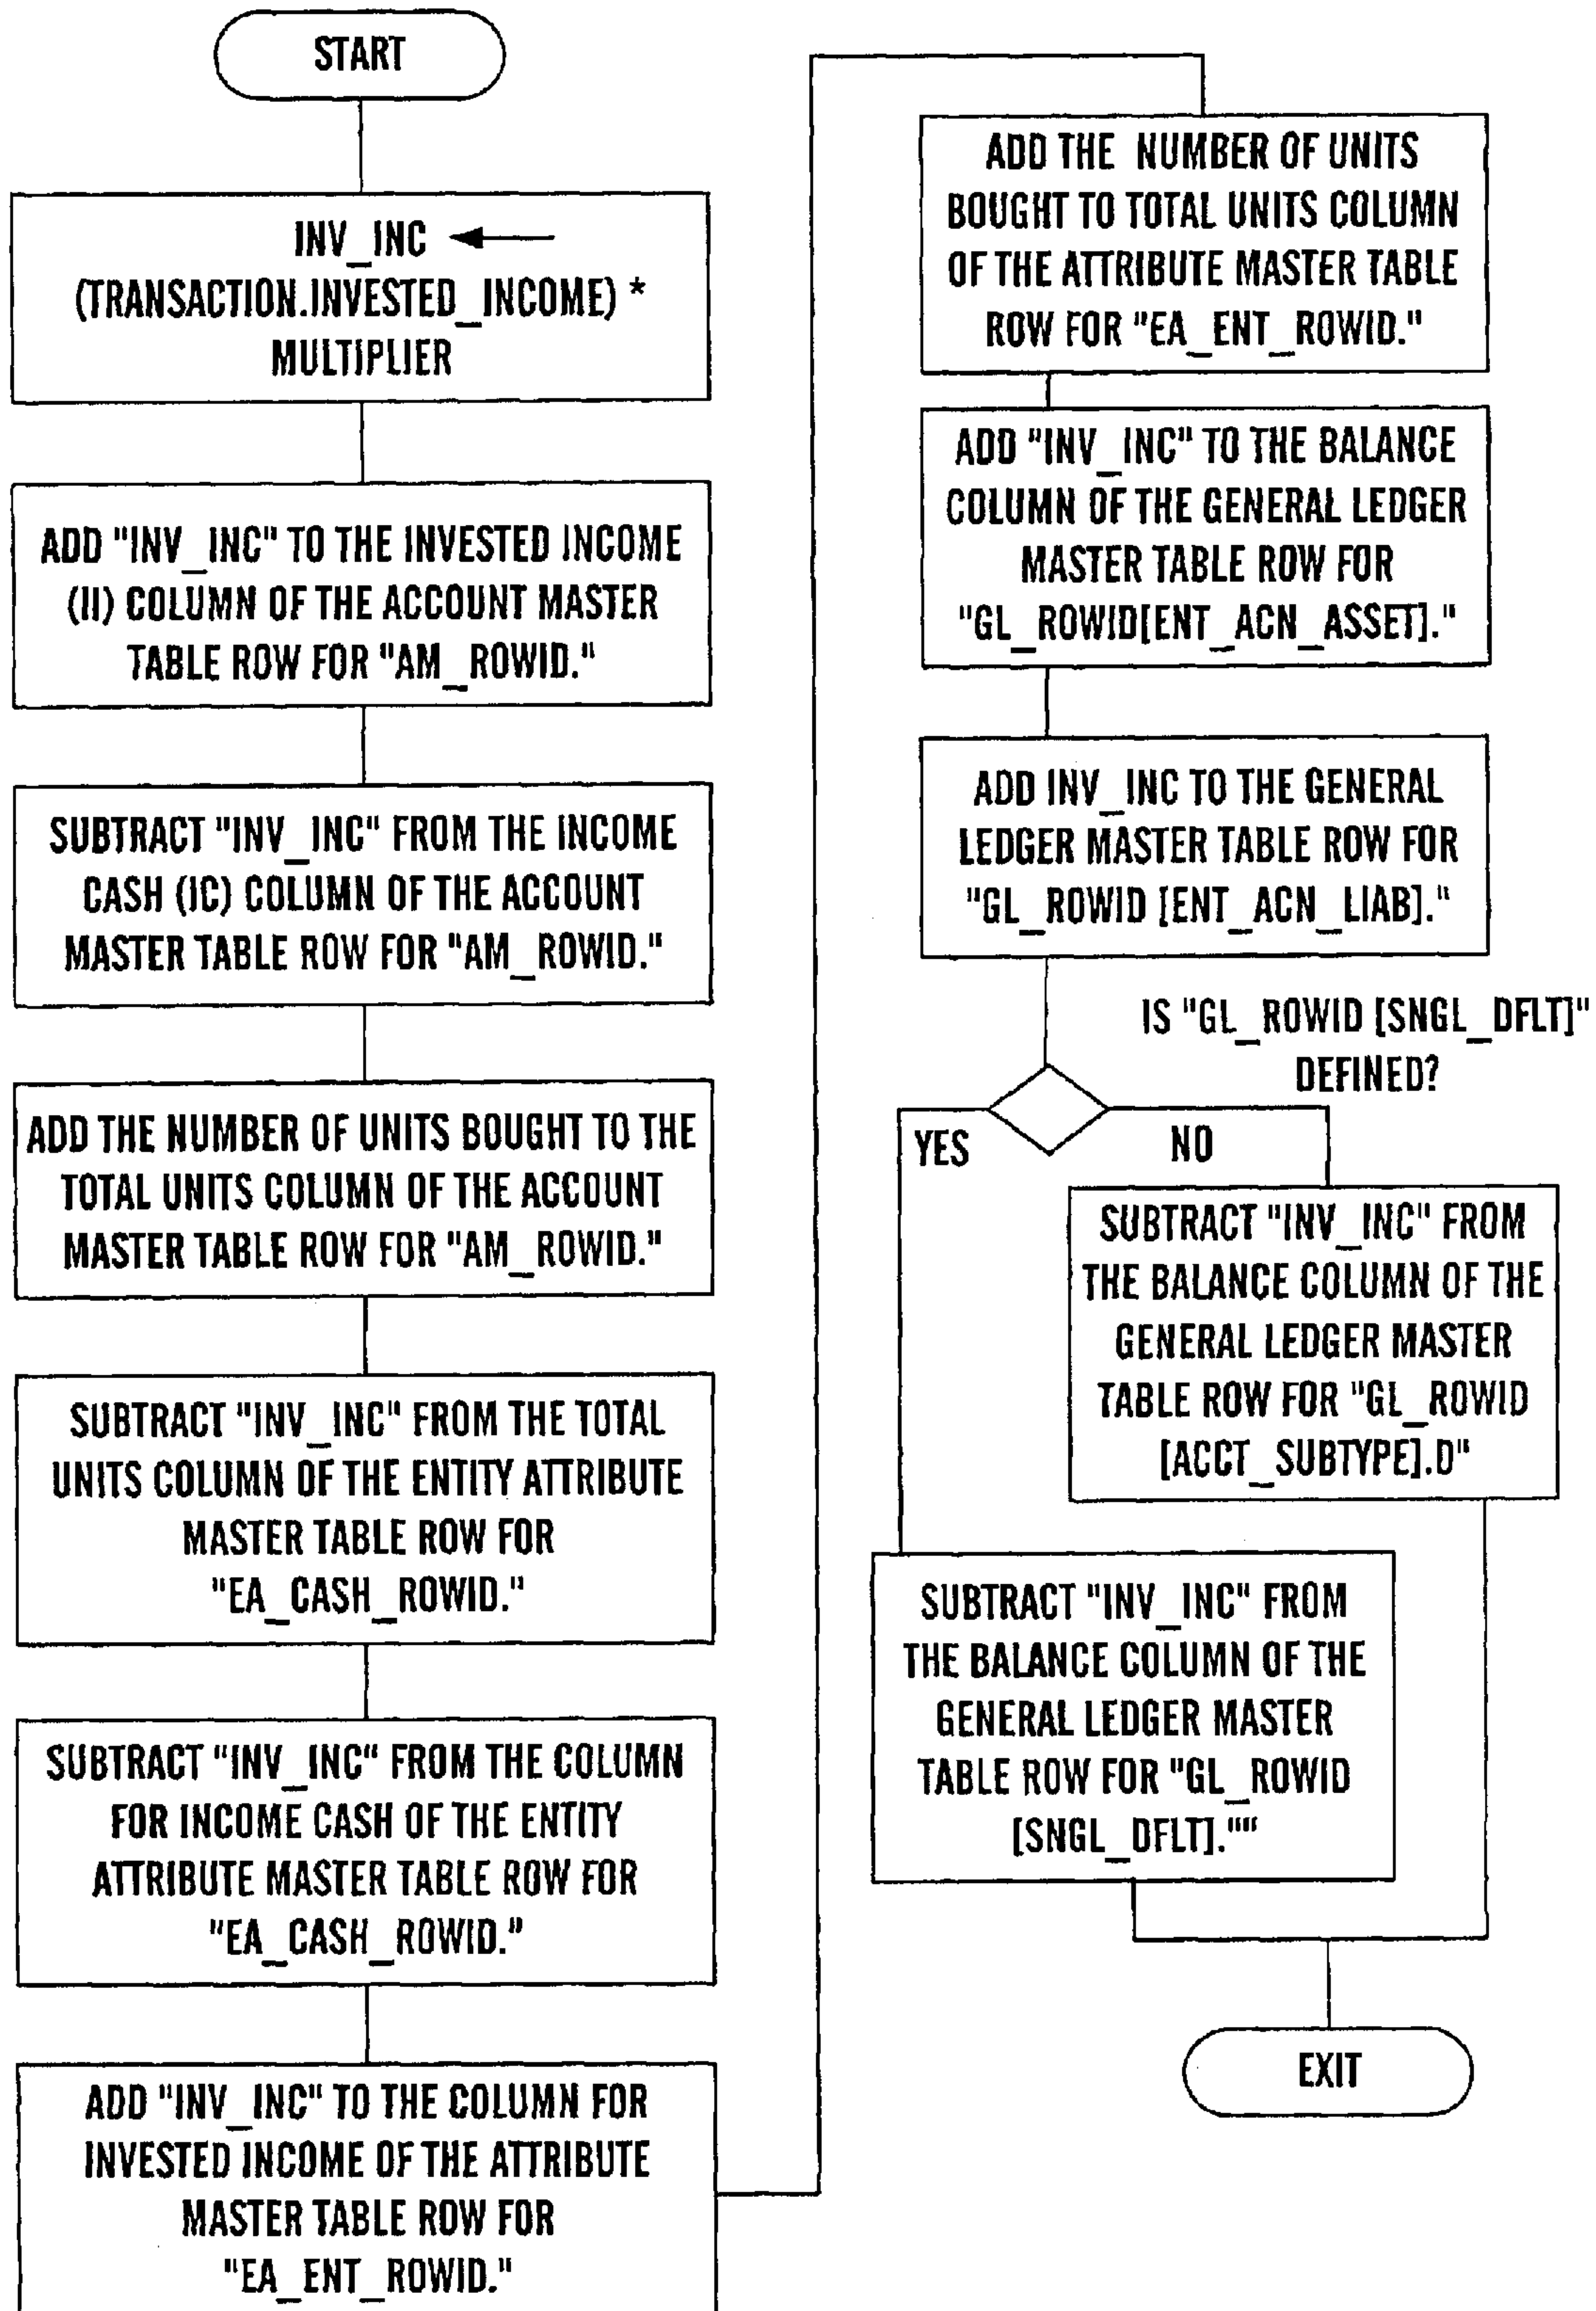 START
INV_INC
(TRANSACTION.INVESTED_INCOME) *
MULTIPLIER
ADD "INV_INC" TO THE INVESTED INCOME
(II) COLUMN OF THE ACCOUNT MASTER
TABLE ROW FOR "AM_ROWID."
SUBTRACT "INV_INC" FROM THE INCOME
CASH (IC) COLUMN OF THE ACCOUNT
MASTER TABLE ROW FOR "AM_ROWID."
ADD THE NUMBER OF UNITS BOUGHT TO THE
TOTAL UNITS COLUMN OF THE ACCOUNT
MASTER TABLE ROW FOR "AM_ROWID."
SUBTRACT "INV_INC" FROM THE TOTAL
UNITS COLUMN OF THE ENTITY ATTRIBUTE
MASTER TABLE ROW FOR
"EA_CASH_ROWID."
SUBTRACT "INV_INC" FROM THE COLUMN
FOR INCOME CASH OF THE ENTITY
ATTRIBUTE MASTER TABLE ROW FOR
"EA_CASH_ROWID."
ADD "INV_INC" TO THE COLUMN FOR
INVESTED INCOME OF THE ATTRIBUTE
MASTER TABLE ROW FOR
"EA_ENT_ROWID."
ADD THE NUMBER OF UNITS
BOUGHT TO TOTAL UNITS COLUMN
OF THE ATTRIBUTE MASTER TABLE
ROW FOR "EA_ENT_ROWID."
ADD "INV_INC" TO THE BALANCE
COLUMN OF THE GENERAL LEDGER
MASTER TABLE ROW FOR
"GL_ROWID[ENT_ACN_ASSET]."
ADD INV_INC TO THE GENERAL
LEDGER MASTER TABLE ROW FOR
"GL_ROWID [ENT_ACN_LIAB]."
IS "GL_ROWID [SNGL_DFLT]"
DEFINED?
YES
NO
SUBTRACT "INV_INC" FROM
THE BALANCE COLUMN OF THE
GENERAL LEDGER MASTER
TABLE ROW FOR "GL_ROWID
[ACCT_SUBTYPE].D"
SUBTRACT "INV_INC" FROM
THE BALANCE COLUMN OF THE
GENERAL LEDGER MASTER
TABLE ROW FOR "GL_ROWID
[SNGL_DFLT].""
EXIT